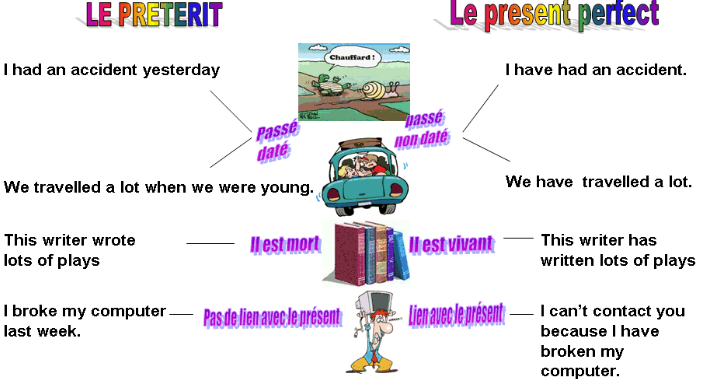 LE PRETERIT
Le present perfect
Chauffard !
I had an accident yesterday
I have had an accident.
Passé
daté
passé
non daté
We travelled a lot when we were young.
We have  travelled a lot.
This writer wrote
lots of plays
Il est mort
Il est vivant
This writer has
written lots of plays
I broke my computer
last week.
Pas de lien avec le présent
Lien avec le présent
I can't contact you
because I have
broken my
computer.